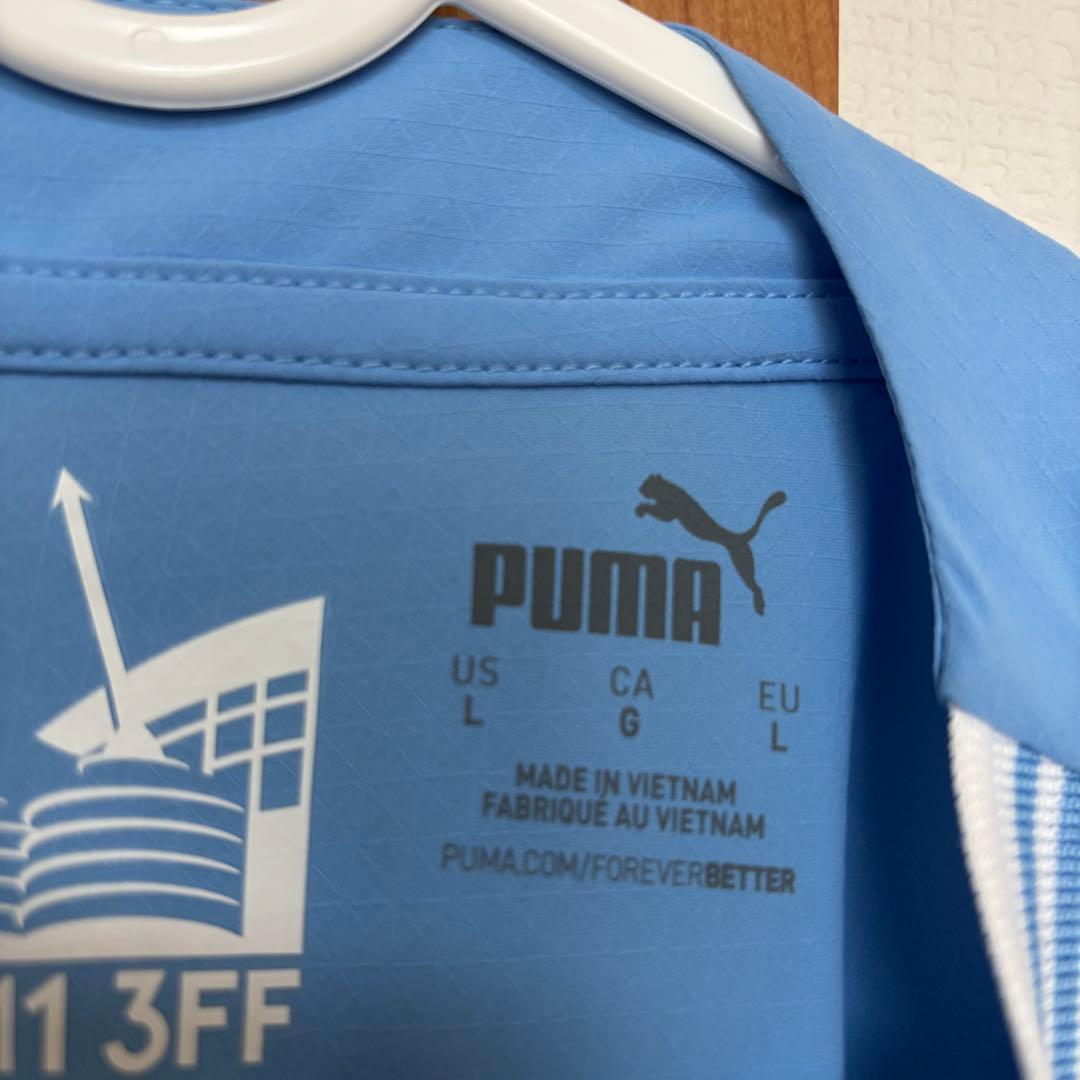 PUMA
US CA EU
L G L
MADE IN VIETNAM
FABRIQUÉ AU VIETNAM
PUMA.COM/FOREVERBETTER
11 3FF